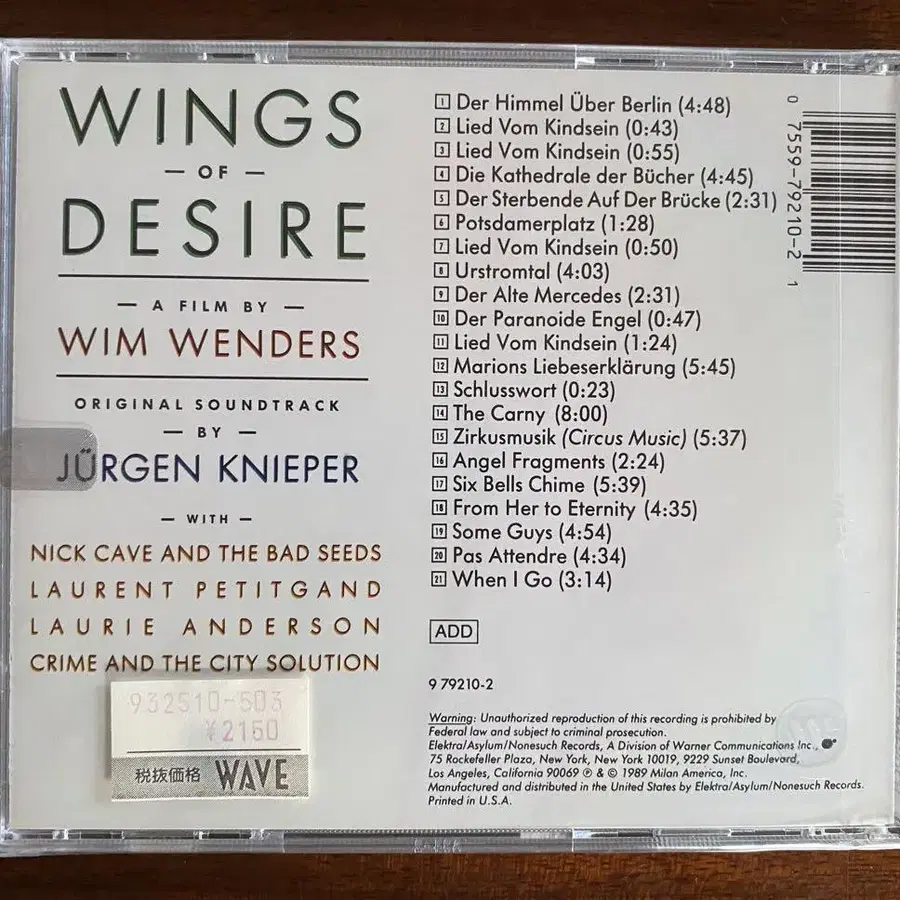 WINGS
— OF —
DESIRE
— A FILM BY —
WIM WENDERS
ORIGINAL SOUNDTRACK
— BY —
JÜRGEN KNIEPER
— WITH —
NICK CAVE AND THE BAD SEEDS
LAURENT PETITGAND
LAURIE ANDERSON
CRIME AND THE CITY SOLUTION
932510-503
¥2150
税抜価格 WAVE
1 Der Himmel Über Berlin (4:48)
2 Lied Vom Kindsein (0:43)
3 Lied Vom Kindsein (0:55)
4 Die Kathedrale der Bücher (4:45)
5 Der Sterbende Auf Der Brücke (2:31)
6 Potsdamerplatz (1:28)
7 Lied Vom Kindsein (0:50)
8 Urstromtal (4:03)
9 Der Alte Mercedes (2:31)
10 Der Paranoide Engel (0:47)
11 Lied Vom Kindsein (1:24)
12 Marions Liebeserklärung (5:45)
13 Schlusswort (0:23)
14 The Carny (8:00)
15 Zirkusmusik (Circus Music) (5:37)
16 Angel Fragments (2:24)
17 Six Bells Chime (5:39)
18 From Her to Eternity (4:35)
19 Some Guys (4:54)
20 Pas Attendre (4:34)
21 When I Go (3:14)
0 7559-79210-2 1
ADD
9 79210-2
Warning: Unauthorized reproduction of this recording is prohibited by
Federal law and subject to criminal prosecution.
Elektra/Asylum/Nonesuch Records, A Division of Warner Communications Inc.,
75 Rockefeller Plaza, New York, New York 10019, 9229 Sunset Boulevard,
Los Angeles, California 90069 ℗ & © 1989 Milan America, Inc.
Manufactured and distributed in the United States by Elektra/Asylum/Nonesuch Records.
Printed in U.S.A.